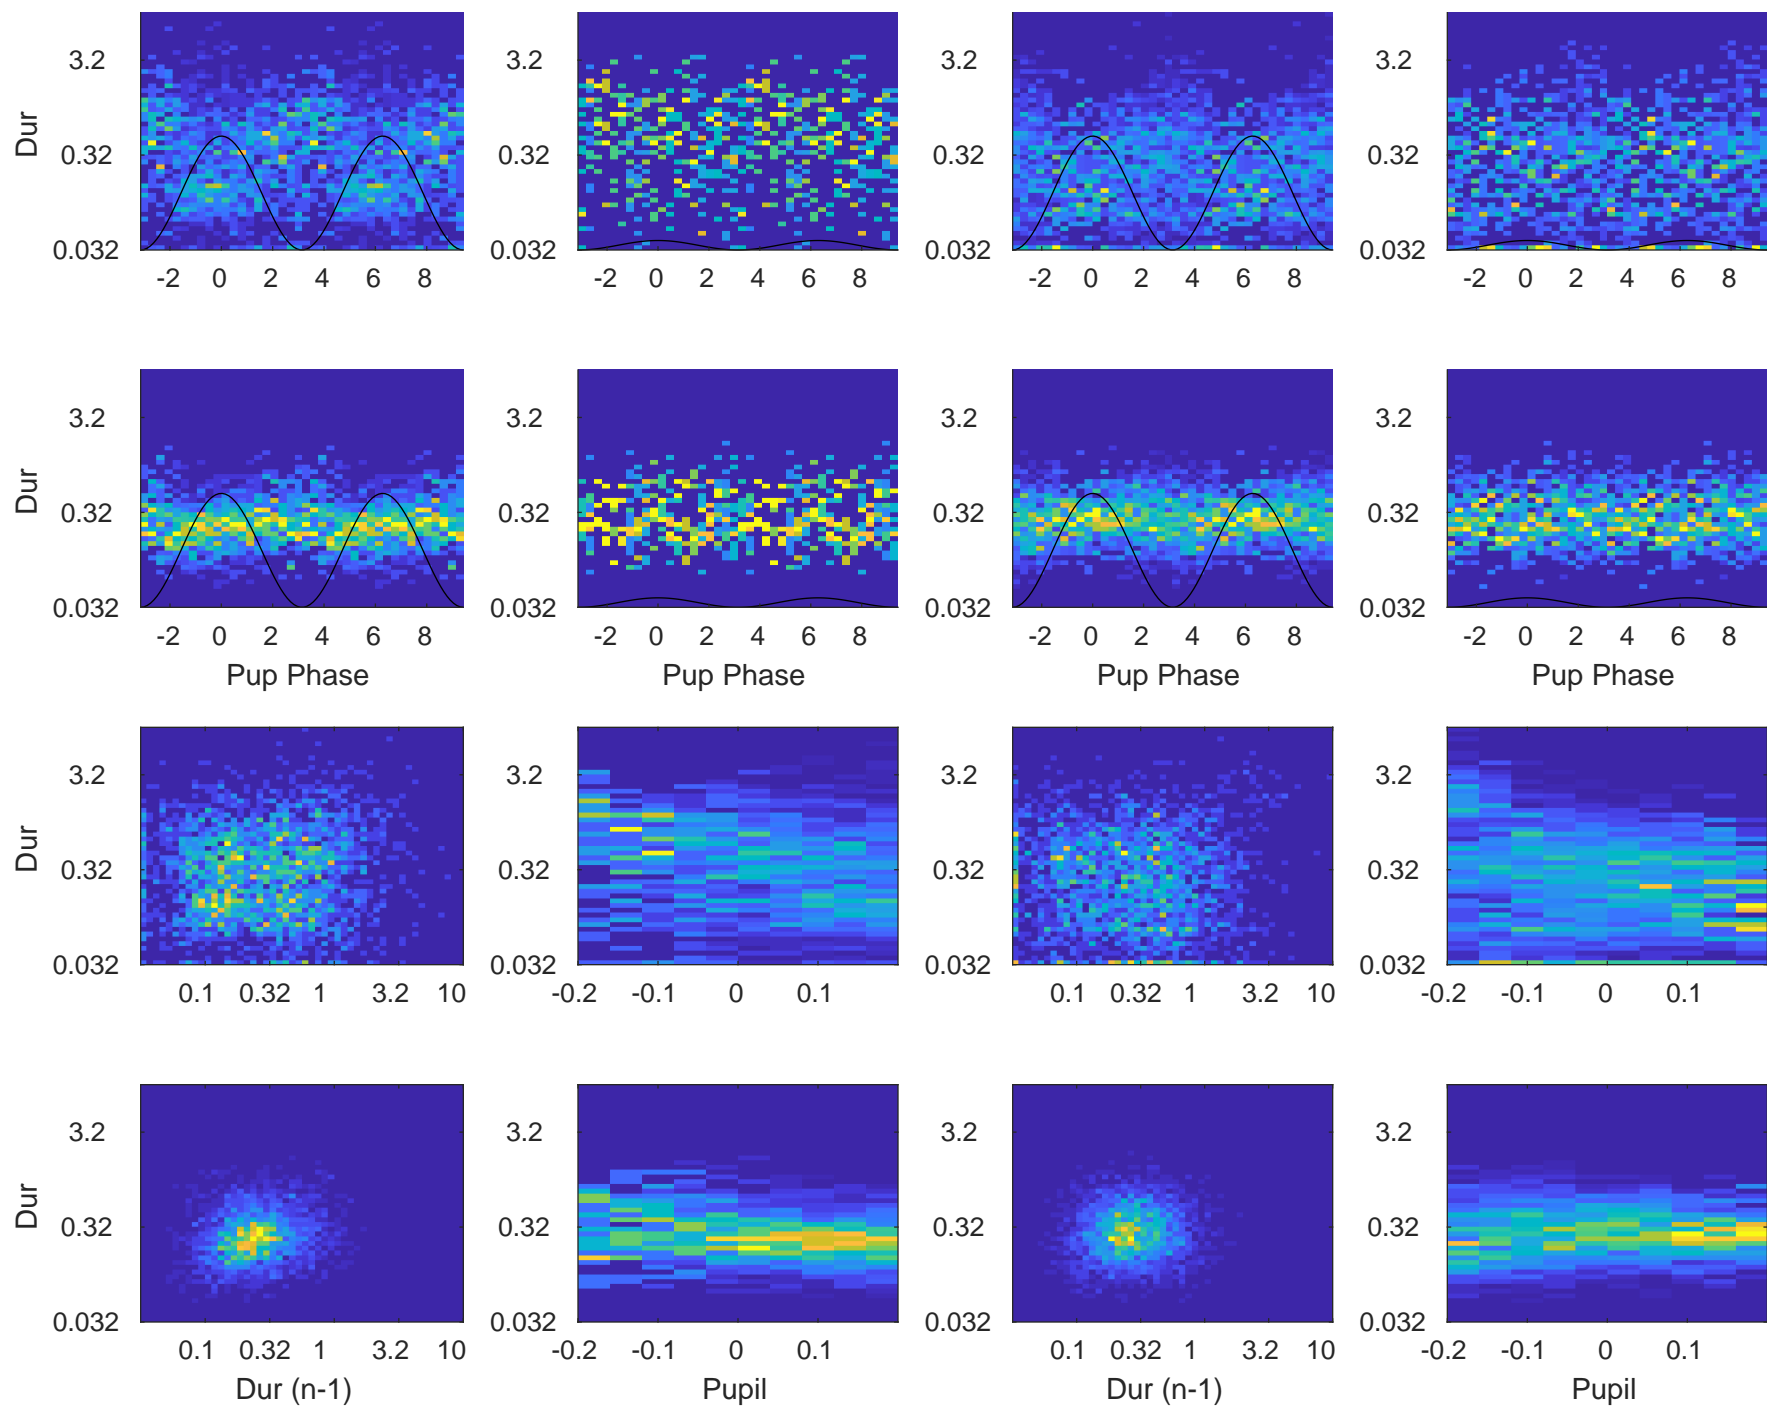 3.2 3.2 3.2 3.2
Dur
0.32 0.32 0.32 0.32
0.032 0.032 0.032 0.032
-2 0 2 4 6 8 -2 0 2 4 6 8 -2 0 2 4 6 8 -2 0 2 4 6 8
3.2 3.2 3.2 3.2
Dur
0.32 0.32 0.32 0.32
0.032 0.032 0.032 0.032
-2 0 2 4 6 8 -2 0 2 4 6 8 -2 0 2 4 6 8 -2 0 2 4 6 8
Pup Phase Pup Phase Pup Phase Pup Phase
3.2 3.2 3.2 3.2
Dur
0.32 0.32 0.32 0.32
0.032 0.032 0.032 0.032
0.1 0.32 1 3.2 10 -0.2 -0.1 0 0.1 0.1 0.32 1 3.2 10 -0.2 -0.1 0 0.1
3.2 3.2 3.2 3.2
Dur
0.32 0.32 0.32 0.32
0.032 0.032 0.032 0.032
0.1 0.32 1 3.2 10 -0.2 -0.1 0 0.1 0.1 0.32 1 3.2 10 -0.2 -0.1 0 0.1
Dur (n-1) Pupil Dur (n-1) Pupil